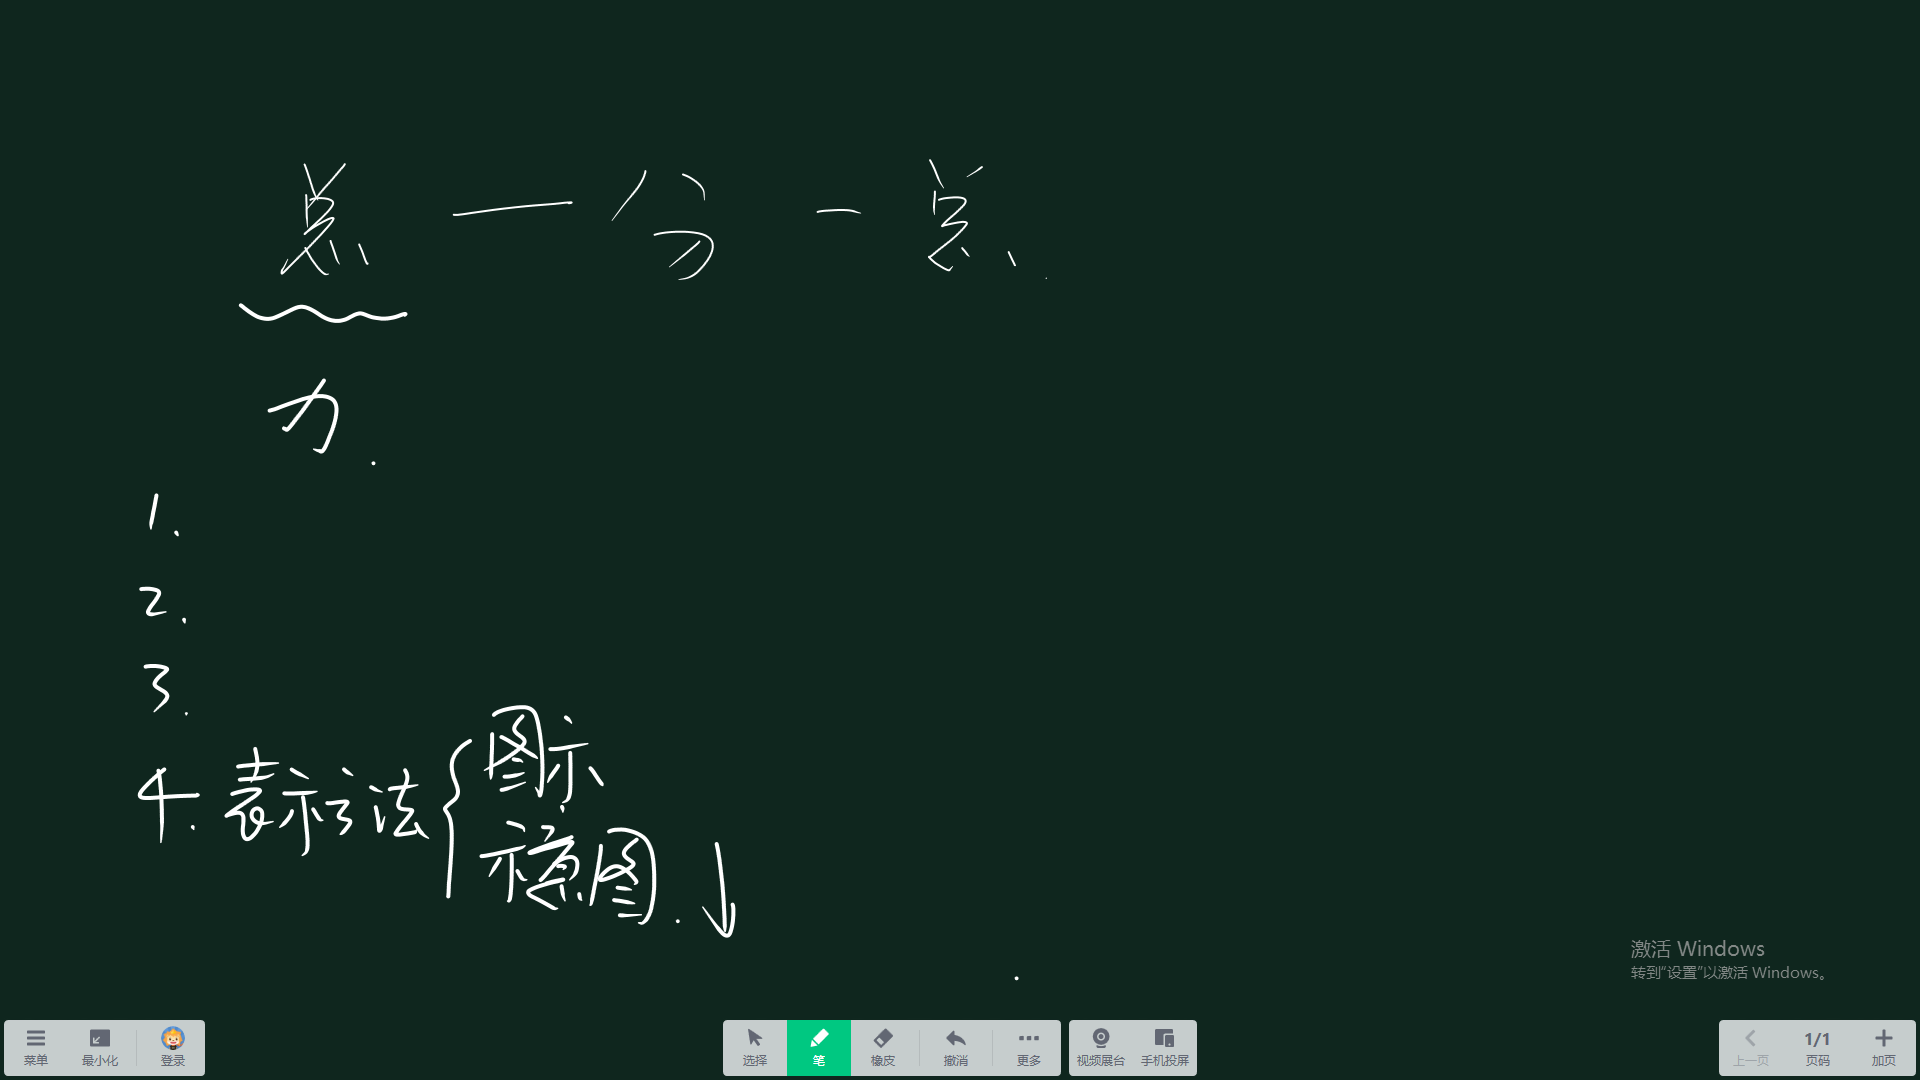 总 — 分 - 总.
力.
1.
2.
3.
4. 表示方法 { 图示
示意图. ↓
激活 Windows
转到“设置”以激活 Windows。
菜单 最小化 登录 选择 笔 橡皮 撤消 更多 视频展台 手机投屏 上一页 1/1 页码 加页